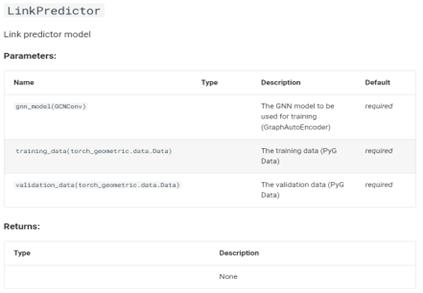 LinkPredictor
Link predictor model
Parameters:
Name Type Description Default
gnn_model(GCNConv) The GNN model to be required
used for training
(GraphAutoEncoder)
training_data(torch_geometric.data.Data) The training data (PyG required
Data)
validation_data(torch_geometric.data.Data) The validation data (PyG required
Data)
Returns:
Type Description
None